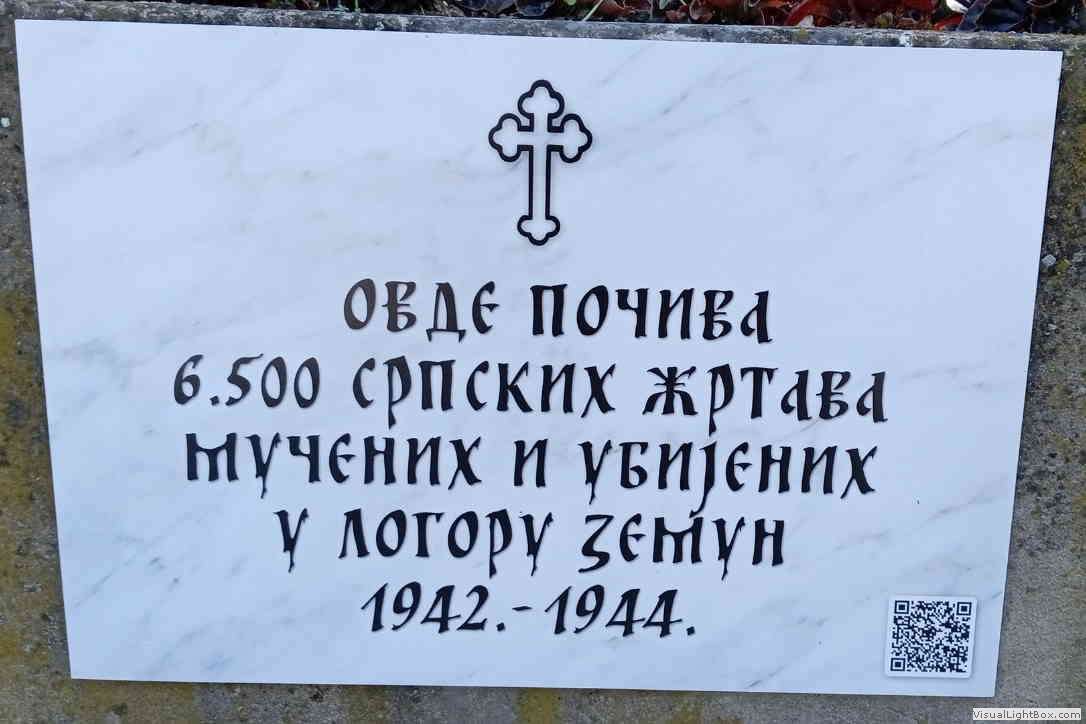 ОВДЕ ПОЧИВА
6.500 СРПСКИХ ЖРТАВА
МУЧЕНИХ И УБИЈЕНИХ
У ЛОГОРУ ЗЕМУН
1942.-1944.
VisualLightBox.com